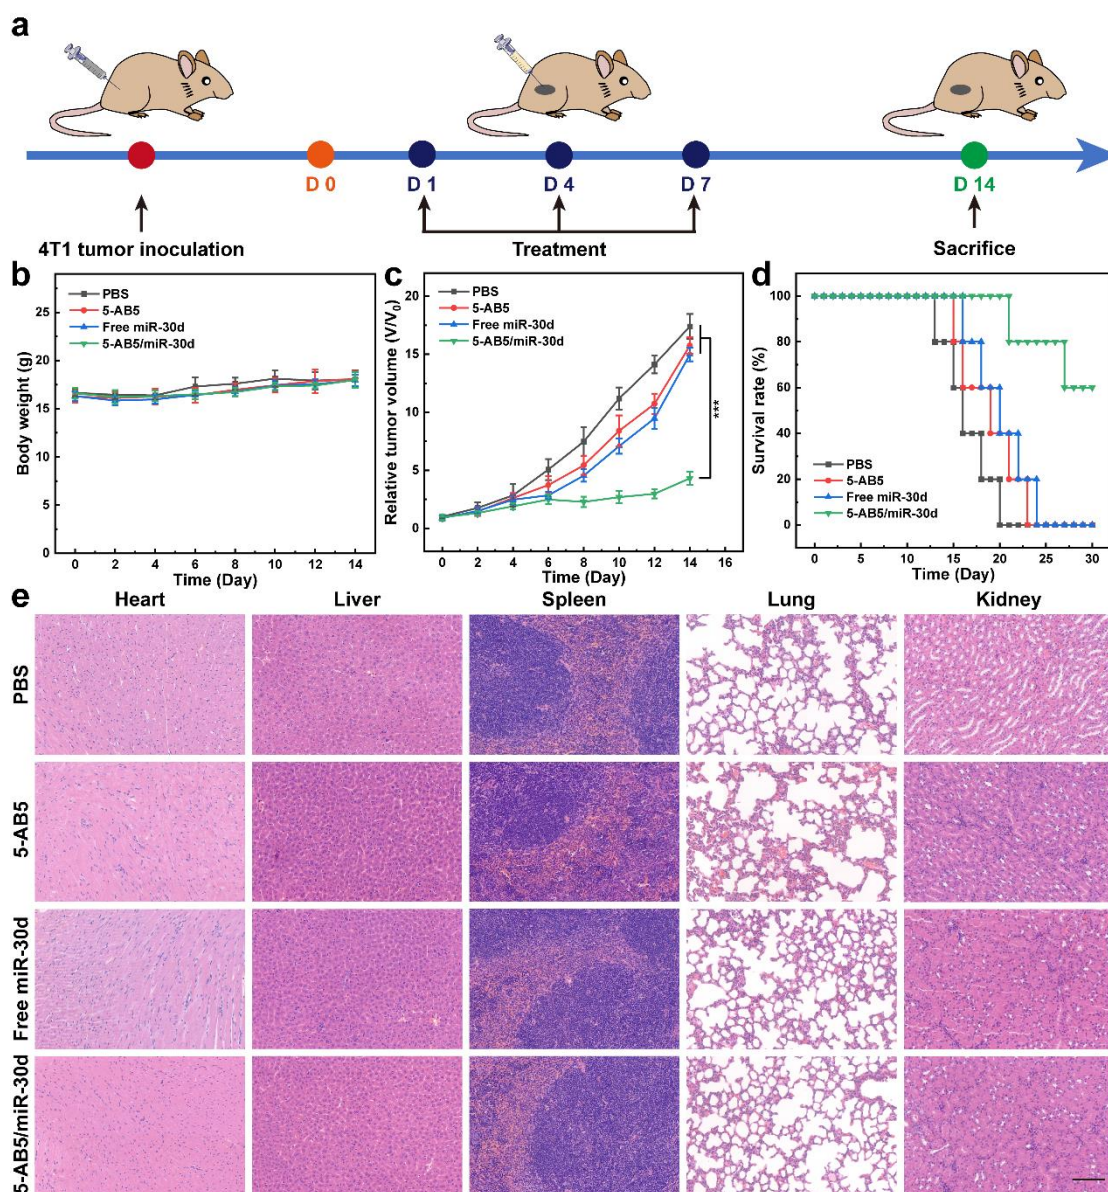 a
D 0
D 1
D 4
D 7
D 14
4T1 tumor inoculation
Treatment
Sacrifice
b
PBS
5-AB5
Free miR-30d
5-AB5/miR-30d
Body weight (g)
25
20
15
10
5
0
0 2 4 6 8 10 12 14
Time (Day)
c
PBS
5-AB5
Free miR-30d
5-AB5/miR-30d
***
Relative tumor volume (V/V₀)
20
15
10
5
0
0 2 4 6 8 10 12 14 16
Time (Day)
d
Survival rate (%)
100
80
60
40
20
0
PBS
5-AB5
Free miR-30d
5-AB5/miR-30d
0 5 10 15 20 25 30
Time (Day)
e
Heart Liver Spleen Lung Kidney
PBS
5-AB5
Free miR-30d
5-AB5/miR-30d